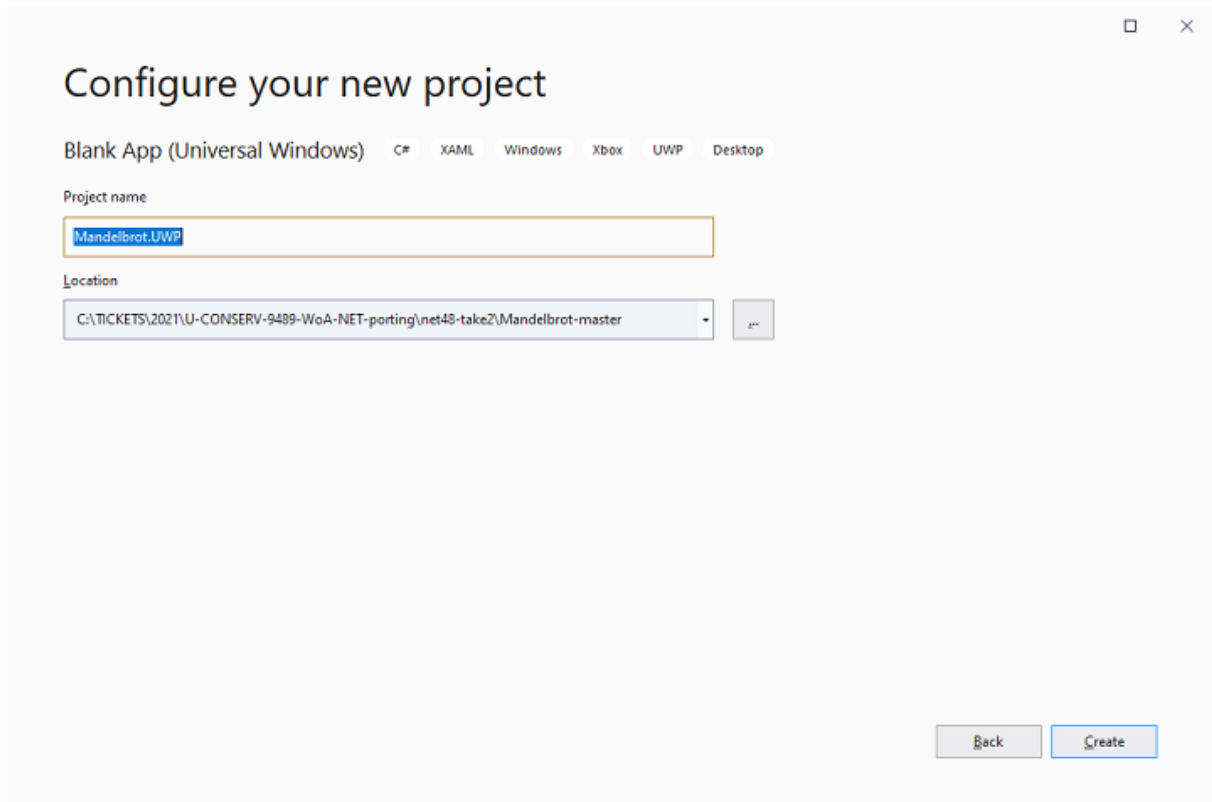 Configure your new project
Blank App (Universal Windows) C# XAML Windows Xbox UWP Desktop
Project name
Mandelbrot.UWP
Location
C:\TICKETS\2021\U-CONSERV-9489-WoA-NET-porting\net48-take2\Mandelbrot-master
...
Back Create